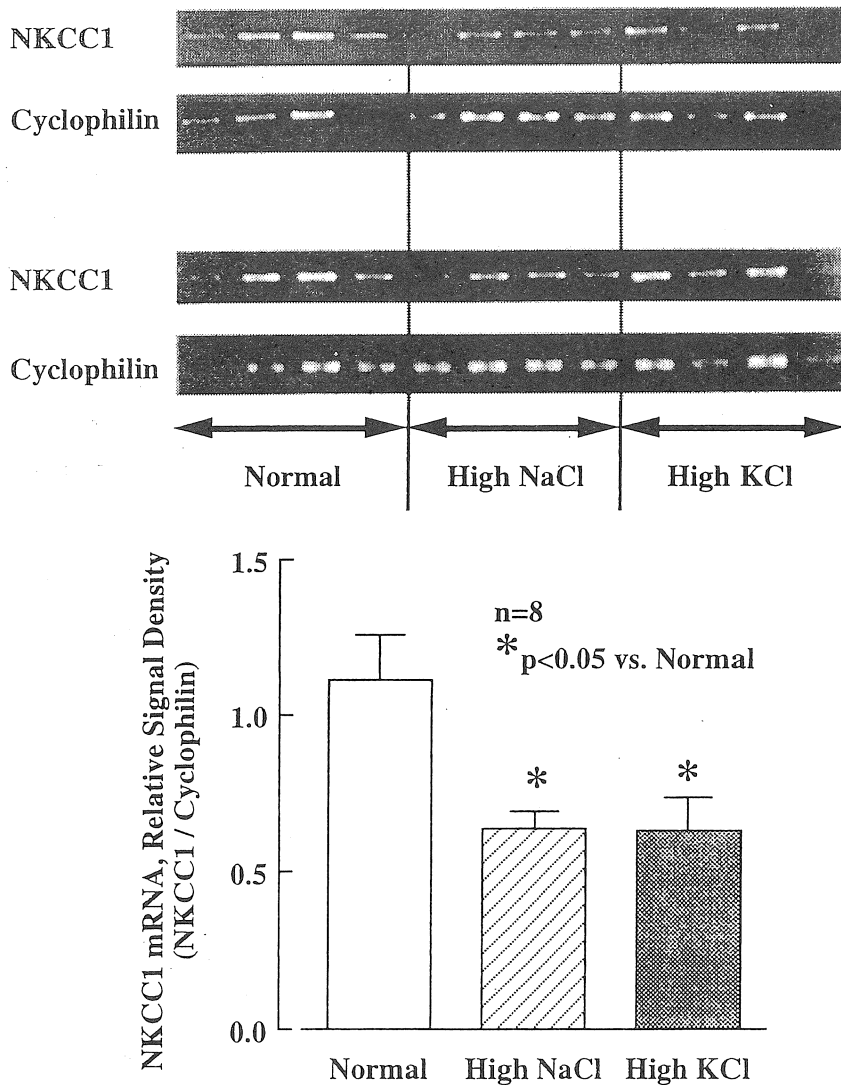 NKCC1
Cyclophilin
NKCC1
Cyclophilin
Normal
High NaCl
High KCl
NKCC1 mRNA, Relative Signal Density
(NKCC1 / Cyclophilin)
1.5
1.0
0.5
0.0
n=8
* p<0.05 vs. Normal
*
*
Normal
High NaCl
High KCl